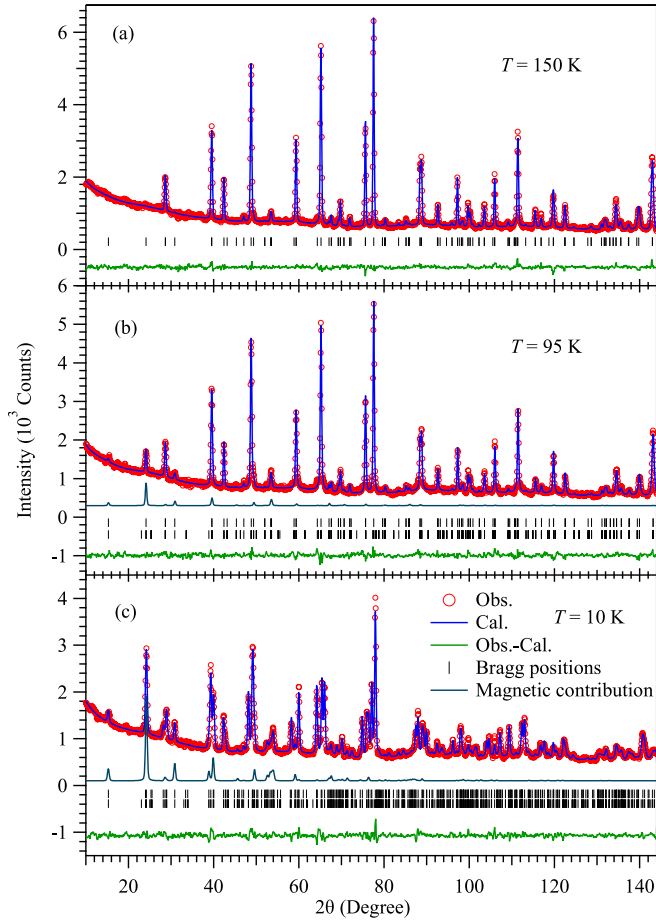 (a)
T = 150 K
6
4
2
0
(b)
T = 95 K
6
5
4
3
2
1
0
-1
Intensity (10³ Counts)
(c)
T = 10 K
Obs.
Cal.
Obs.-Cal.
Bragg positions
Magnetic contribution
4
3
2
1
0
-1
20 40 60 80 100 120 140
2θ (Degree)